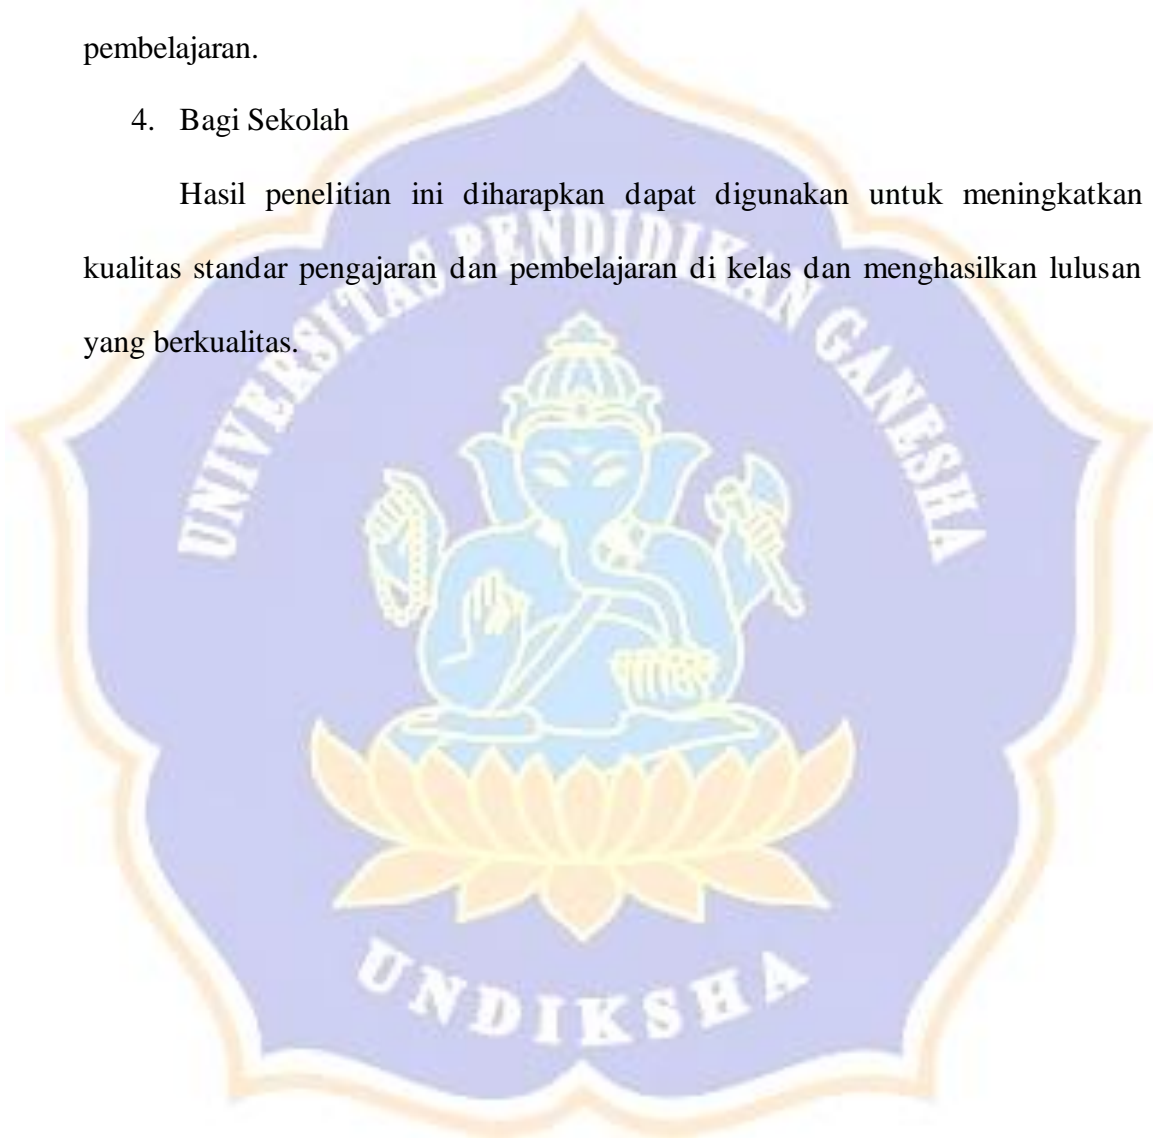 pembelajaran.
4. Bagi Sekolah
Hasil penelitian ini diharapkan dapat digunakan untuk meningkatkan
kualitas standar pengajaran dan pembelajaran di kelas dan menghasilkan lulusan
yang berkualitas.
UNIVERSITAS PENDIDIKAN GANESHA
UNDIKSHA